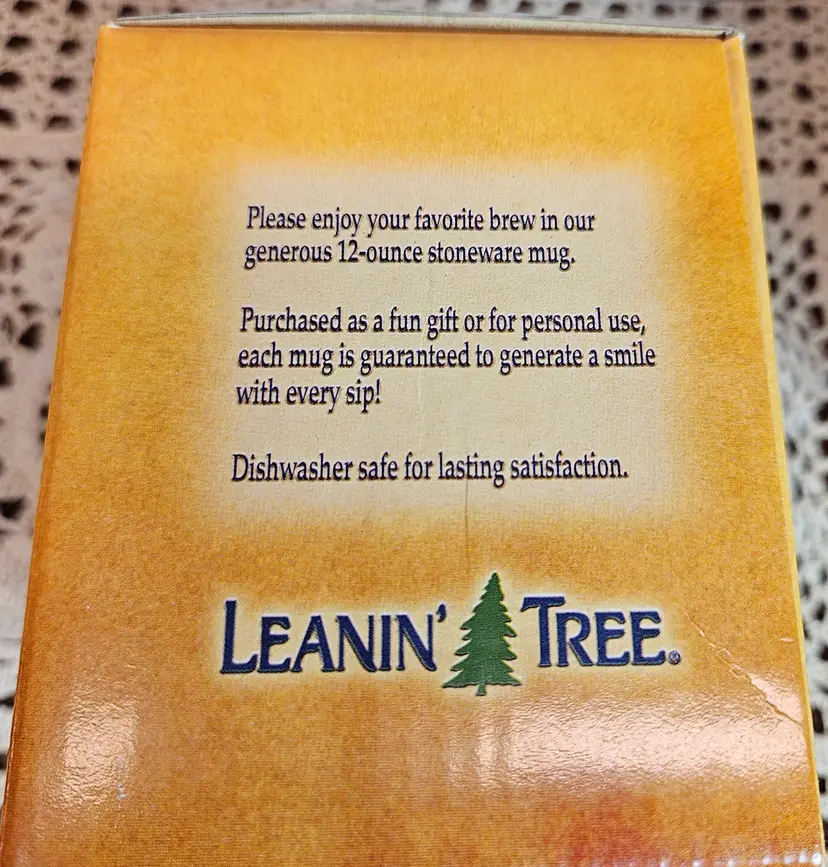 Please enjoy your favorite brew in our
generous 12-ounce stoneware mug.
Purchased as a fun gift or for personal use,
each mug is guaranteed to generate a smile
with every sip!
Dishwasher safe for lasting satisfaction.
LEANIN' TREE®